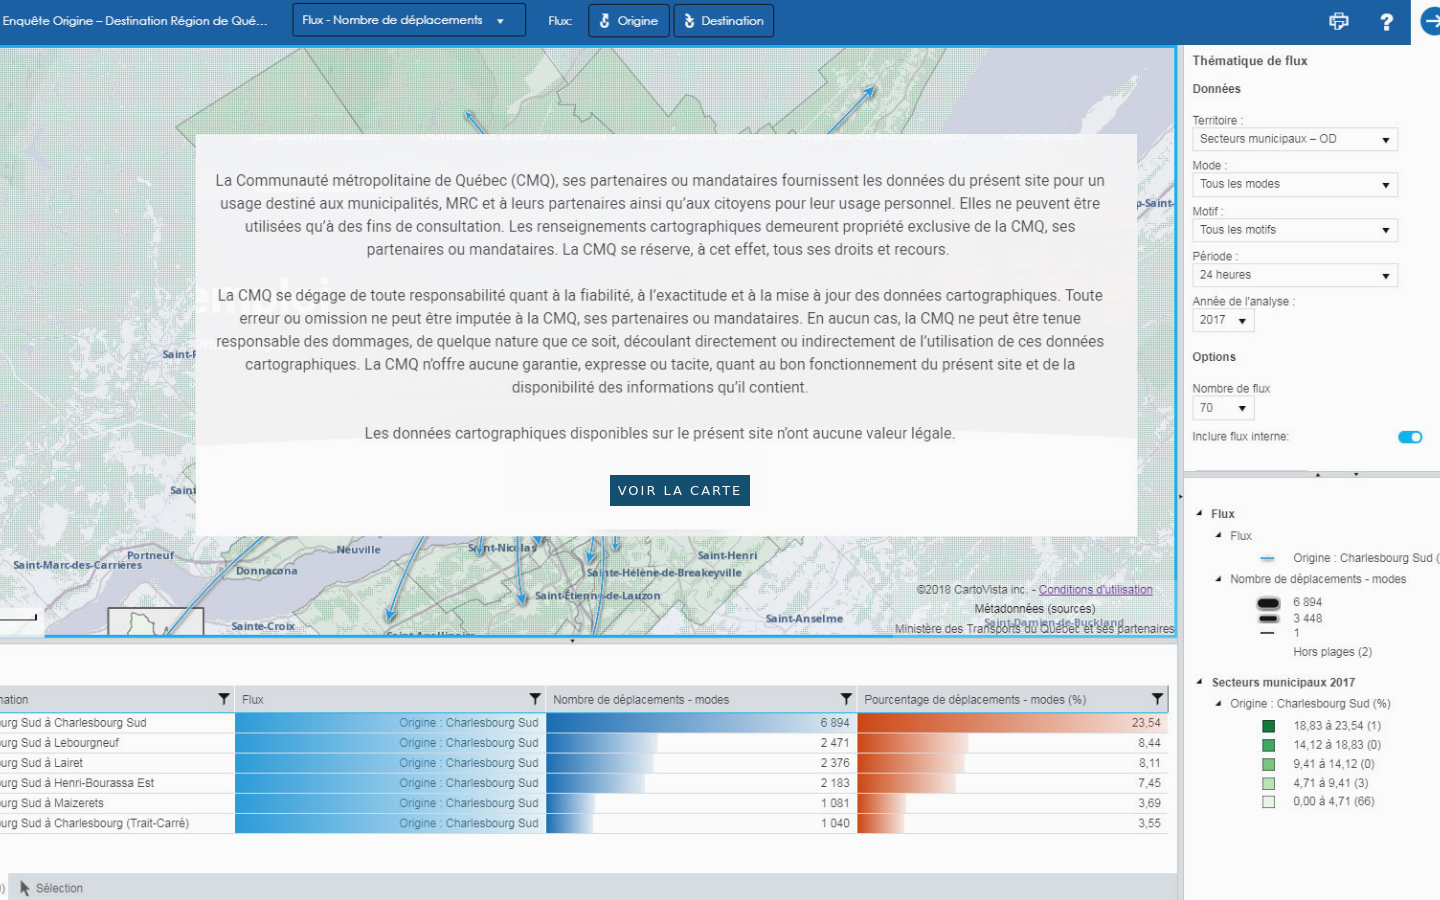 Enquête Origine – Destination Région de Qué...
Flux - Nombre de déplacements
Flux:
Origine
Destination
?
Thématique de flux
Données
Territoire :
Secteurs municipaux – OD
Mode :
Tous les modes
Motif :
Tous les motifs
Période :
24 heures
Année de l'analyse :
2017
Options
Nombre de flux
70
Inclure flux interne:
La Communauté métropolitaine de Québec (CMQ), ses partenaires ou mandataires fournissent les données du présent site pour un
usage destiné aux municipalités, MRC et à leurs partenaires ainsi qu’aux citoyens pour leur usage personnel. Elles ne peuvent être
utilisées qu’à des fins de consultation. Les renseignements cartographiques demeurent propriété exclusive de la CMQ, ses
partenaires ou mandataires. La CMQ se réserve, à cet effet, tous ses droits et recours.
La CMQ se dégage de toute responsabilité quant à la fiabilité, à l’exactitude et à la mise à jour des données cartographiques. Toute
erreur ou omission ne peut être imputée à la CMQ, ses partenaires ou mandataires. En aucun cas, la CMQ ne peut être tenue
responsable des dommages, de quelque nature que ce soit, découlant directement ou indirectement de l’utilisation de ces données
cartographiques. La CMQ n’offre aucune garantie, expresse ou tacite, quant au bon fonctionnement du présent site et de la
disponibilité des informations qu’il contient.
Les données cartographiques disponibles sur le présent site n’ont aucune valeur légale.
VOIR LA CARTE
p-Saint-
Saint-
Saint
Portneuf
Saint-Marc-des-Carrières
Donnacona
Neuville
Saint-Nicolas
Saint-Henri
Sainte-Hélène-de-Breakeyville
Saint-Étienne-de-Lauzon
Sainte-Croix
Saint-Apollinaire
Saint-Anselme
Saint-Damien-de-Buckland
©2018 CartoVista inc. - Conditions d'utilisation
Métadonnées (sources)
Ministère des Transports du Québec et ses partenaires
Flux
Flux
Origine : Charlesbourg Sud (
Nombre de déplacements - modes
6 894
3 448
1
Hors plages (2)
Secteurs municipaux 2017
Origine : Charlesbourg Sud (%)
18,83 à 23,54 (1)
14,12 à 18,83 (0)
9,41 à 14,12 (0)
4,71 à 9,41 (3)
0,00 à 4,71 (66)
nation Flux Nombre de déplacements - modes Pourcentage de déplacements - modes (%)
urg Sud à Charlesbourg Sud Origine : Charlesbourg Sud 6 894 23,54
urg Sud à Lebourgneuf Origine : Charlesbourg Sud 2 471 8,44
urg Sud à Lairet Origine : Charlesbourg Sud 2 376 8,11
urg Sud à Henri-Bourassa Est Origine : Charlesbourg Sud 2 183 7,45
urg Sud à Maizerets Origine : Charlesbourg Sud 1 081 3,69
urg Sud à Charlesbourg (Trait-Carré) Origine : Charlesbourg Sud 1 040 3,55
Sélection